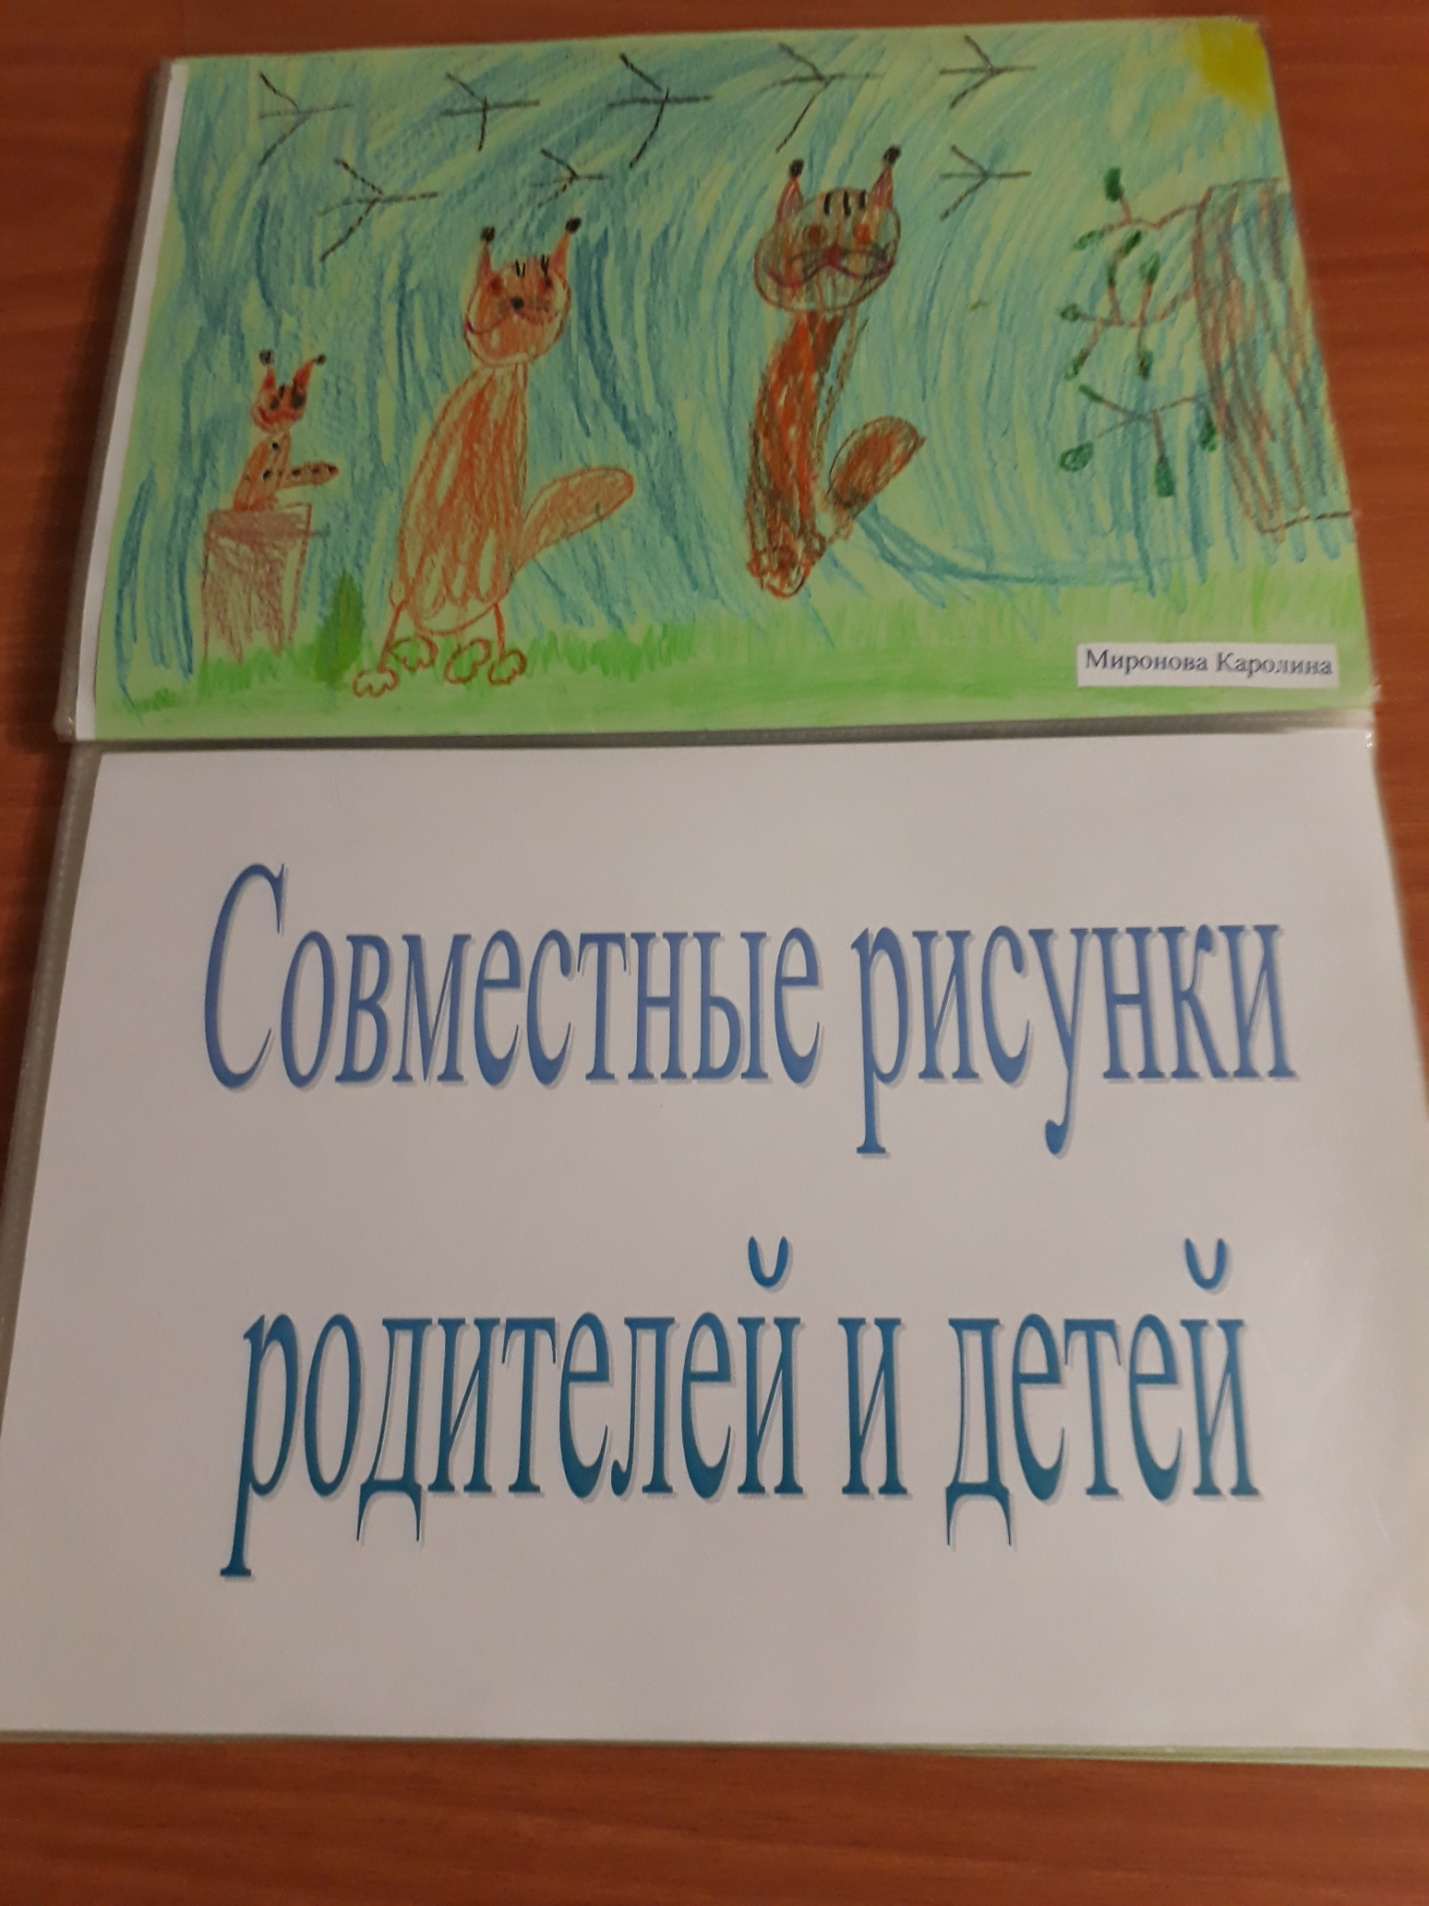 Миронова Каролина
Совместные рисунки
родителей и детей